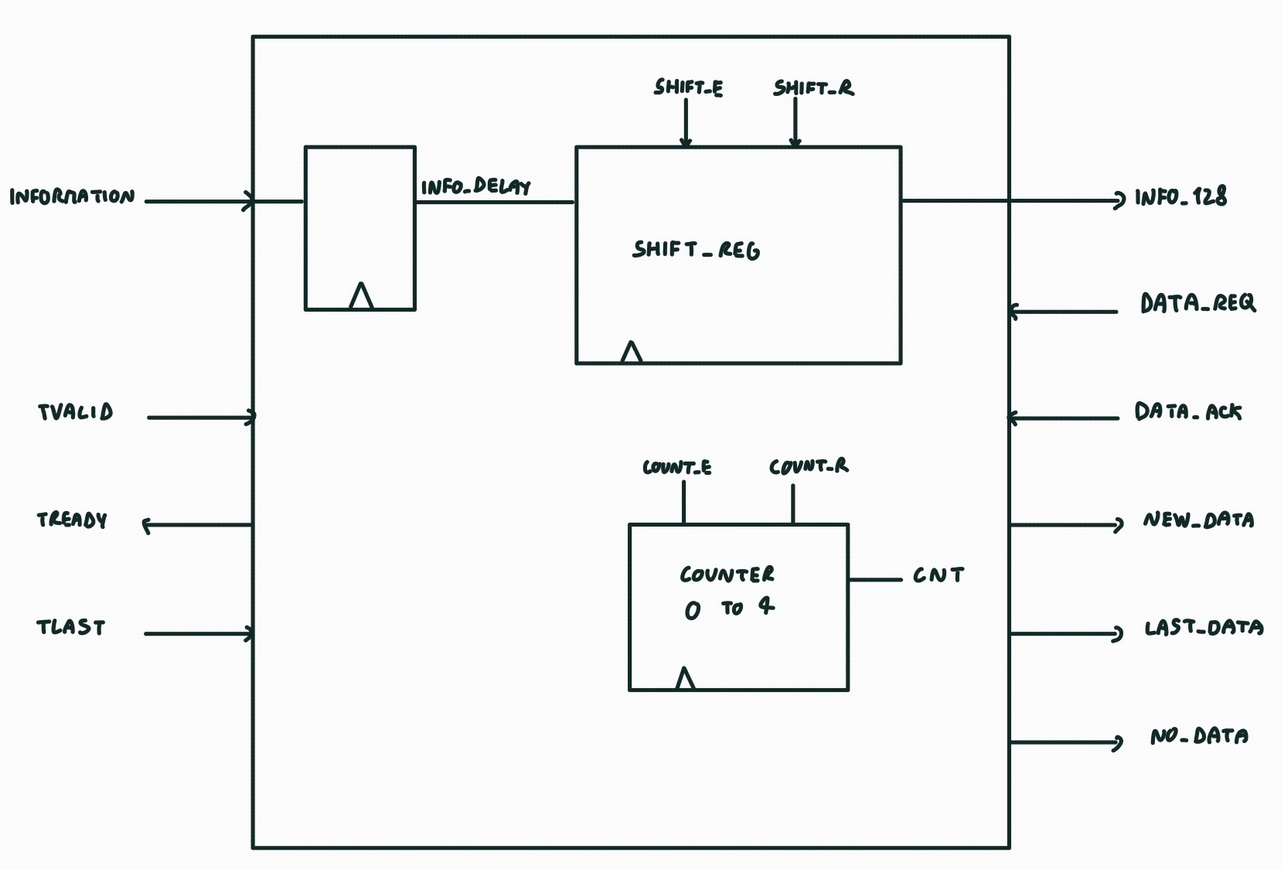 SHIFT_E
SHIFT_R
INFORMATION
INFO_DELAY
INFO_128
SHIFT_REG
DATA_REQ
TVALID
DATA_ACK
COUNT_E
COUNT_R
TREADY
NEW_DATA
COUNTER
0 TO 4
CNT
TLAST
LAST_DATA
NO_DATA